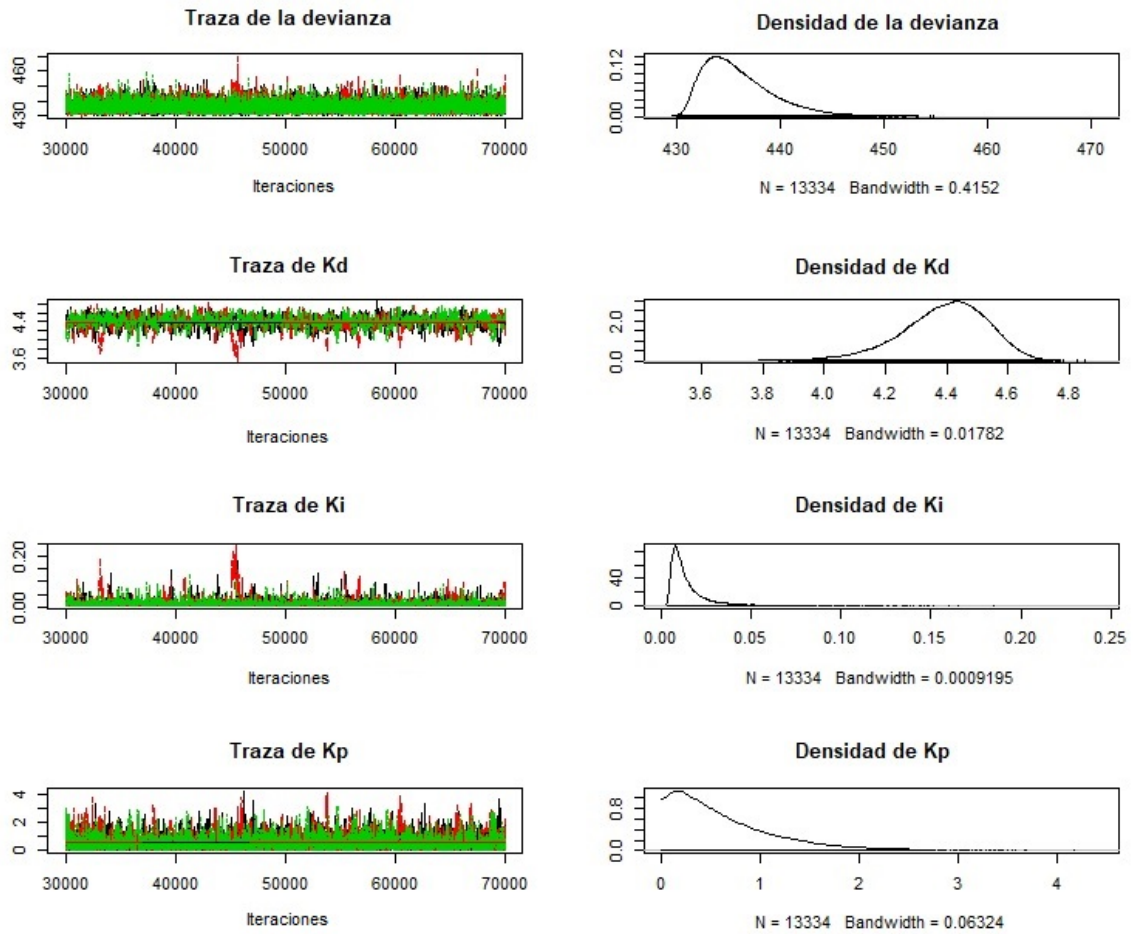 Traza de la devianza
430 460
30000 40000 50000 60000 70000
Iteraciones
Densidad de la devianza
0.00 0.12
430 440 450 460 470
N = 13334 Bandwidth = 0.4152
Traza de Kd
3.6 4.4
30000 40000 50000 60000 70000
Iteraciones
Densidad de Kd
0.0 2.0
3.6 3.8 4.0 4.2 4.4 4.6 4.8
N = 13334 Bandwidth = 0.01782
Traza de Ki
0.00 0.20
30000 40000 50000 60000 70000
Iteraciones
Densidad de Ki
0 40
0.00 0.05 0.10 0.15 0.20 0.25
N = 13334 Bandwidth = 0.0009195
Traza de Kp
0 2 4
30000 40000 50000 60000 70000
Iteraciones
Densidad de Kp
0.0 0.8
0 1 2 3 4
N = 13334 Bandwidth = 0.06324